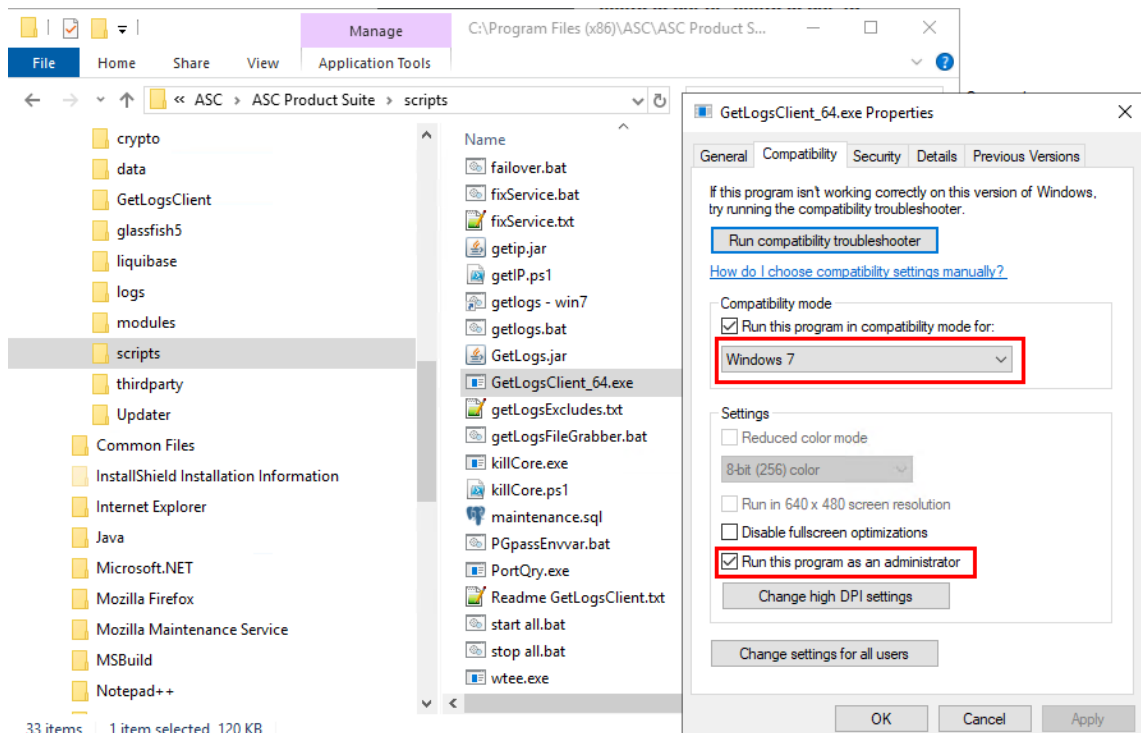 Manage
C:\Program Files (x86)\ASC\ASC Product S...
File
Home
Share
View
Application Tools
« ASC > ASC Product Suite > scripts
crypto
data
GetLogsClient
glassfish5
liquibase
logs
modules
scripts
thirdparty
Updater
Common Files
InstallShield Installation Information
Internet Explorer
Java
Microsoft.NET
Mozilla Firefox
Mozilla Maintenance Service
MSBuild
Notepad++
33 items
1 item selected 120 KB
Name
failover.bat
fixService.bat
fixService.txt
getip.jar
getIP.ps1
getlogs - win7
getlogs.bat
GetLogs.jar
GetLogsClient_64.exe
getLogsExcludes.txt
getLogsFileGrabber.bat
killCore.exe
killCore.ps1
maintenance.sql
PGpassEnvvar.bat
PortQry.exe
Readme GetLogsClient.txt
start all.bat
stop all.bat
wtee.exe
GetLogsClient_64.exe Properties
General
Compatibility
Security
Details
Previous Versions
If this program isn't working correctly on this version of Windows,
try running the compatibility troubleshooter.
Run compatibility troubleshooter
How do I choose compatibility settings manually?
Compatibility mode
Run this program in compatibility mode for:
Windows 7
Settings
Reduced color mode
8-bit (256) color
Run in 640 x 480 screen resolution
Disable fullscreen optimizations
Run this program as an administrator
Change high DPI settings
Change settings for all users
OK
Cancel
Apply